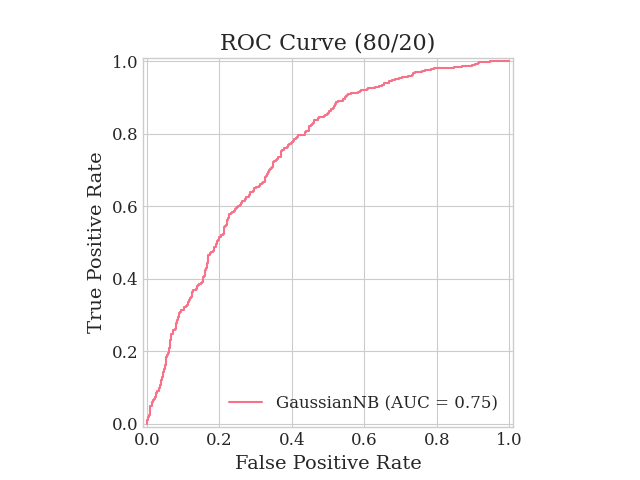 ROC Curve (80/20)
1.0
0.8
0.6
0.4
0.2
0.0
True Positive Rate
GaussianNB (AUC = 0.75)
0.0 0.2 0.4 0.6 0.8 1.0
False Positive Rate